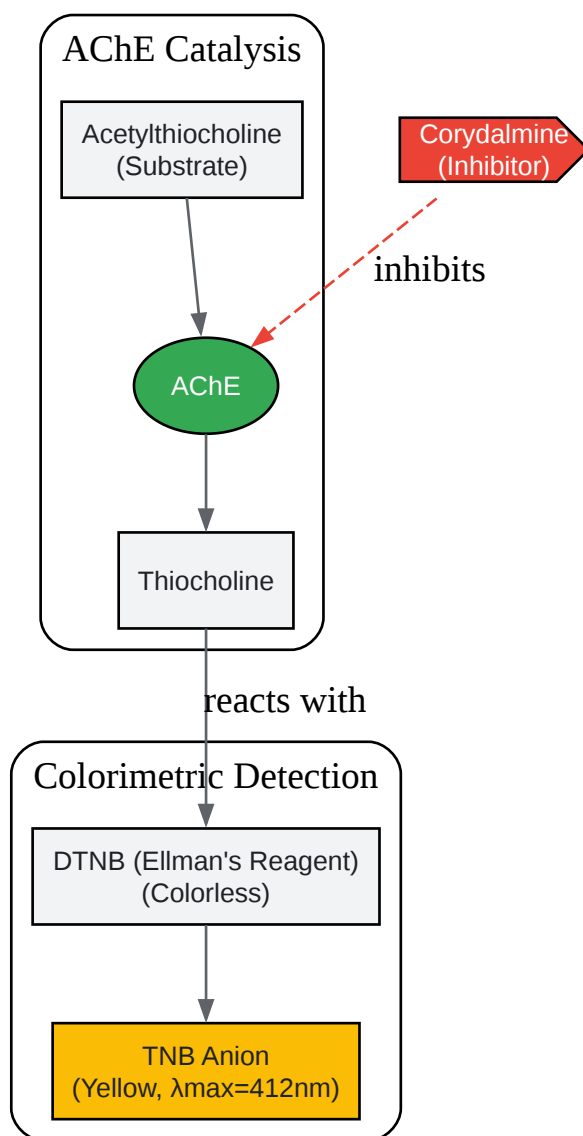 AChE Catalysis
Acetylthiocholine
(Substrate)
Corydalmine
(Inhibitor)
inhibits
AChE
Thiocholine
reacts with
Colorimetric Detection
DTNB (Ellman's Reagent)
(Colorless)
TNB Anion
(Yellow, λmax=412nm)